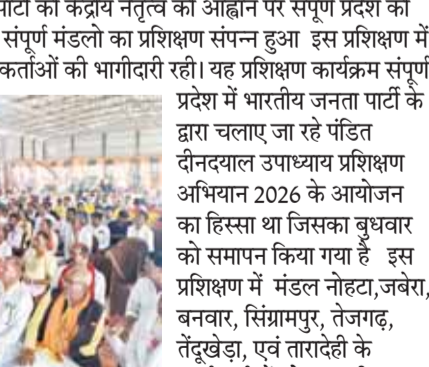 पार्टी के केंद्रीय नेतृत्व के आह्वान पर संपूर्ण प्रदेश को
संपूर्ण मंडलो का प्रशिक्षण संपन्न हुआ इस प्रशिक्षण में
कर्ताओं की भागीदारी रही। यह प्रशिक्षण कार्यक्रम संपूर्ण
प्रदेश में भारतीय जनता पार्टी के
द्वारा चलाए जा रहे पंडित
दीनदयाल उपाध्याय प्रशिक्षण
अभियान 2026 के आयोजन
का हिस्सा था जिसका बुधवार
को समापन किया गया है इस
प्रशिक्षण में मंडल नोहटा,जबेरा,
बनवार, सिंग्रामपुर, तेजगढ़,
तेंदूखेड़ा, एवं तारादेही के